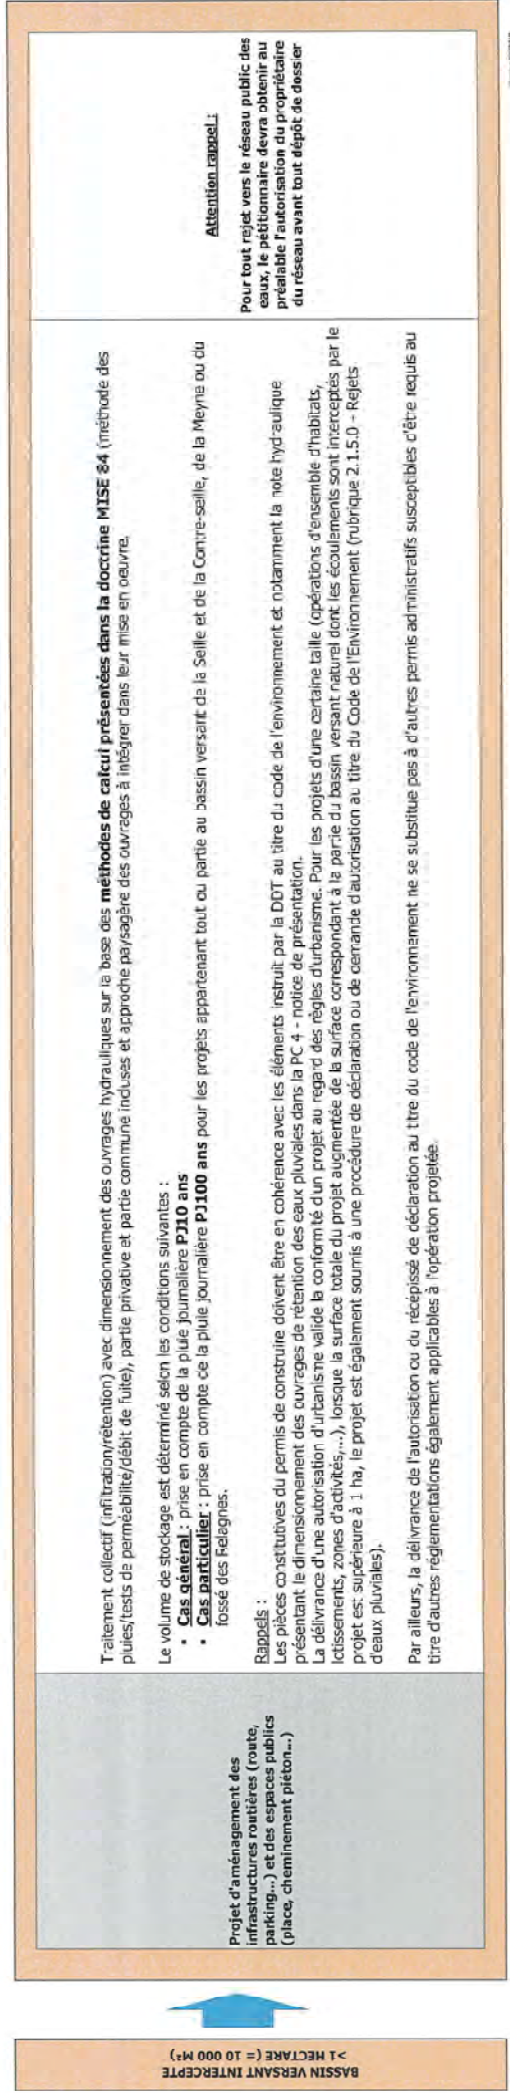 BASSIN VERSANT INTERCEPTE
>1 HECTARE (= 10 000 M²)
Projet d'aménagement des
infrastructures routières (route,
parking...) et des espaces publics
(place, cheminement piéton...)
Traitement collectif (infiltration/rétention) avec dimensionnement des ouvrages hydrauliques sur la base des méthodes de calcul présentées dans la doctrine MISE 84 (méthode des
pluies/tests de perméabilité/débit de fuite), partie privative et partie commune incluses et approche paysagère des ouvrages à intégrer dans leur mise en oeuvre.
Le volume de stockage est déterminé selon les conditions suivantes :
• Cas général : prise en compte de la pluie journalière PJ10 ans
• Cas particulier : prise en compte de la pluie journalière PJ100 ans pour les projets appartenant tout ou partie au bassin versant de la Seille et de la Contre-seille, de la Meyne ou du
fossé des Relagnes.
Rappels :
Les pièces constitutives du permis de construire doivent être en cohérence avec les éléments instruit par la DDT au titre du code de l'environnement et notamment la note hydraulique
présentant le dimensionnement des ouvrages de rétention des eaux pluviales dans la PC 4 - notice de présentation.
La délivrance d'une autorisation d'urbanisme valide la conformité d'un projet au regard des règles d'urbanisme. Pour les projets d'une certaine taille (opérations d'ensemble d'habitats,
lotissements, zones d'activités,...), lorsque la surface totale du projet augmentée de la surface correspondant à la partie du bassin versant naturel dont les écoulements sont interceptés par le
projet est supérieure à 1 ha, le projet est également soumis à une procédure de déclaration ou de demande d'autorisation au titre du Code de l'Environnement (rubrique 2.1.5.0 - Rejets
d'eaux pluviales).
Par ailleurs, la délivrance de l'autorisation ou du récépissé de déclaration au titre du code de l'environnement ne se substitue pas à d'autres permis administratifs susceptibles d'être requis au
titre d'autres réglementations également applicables à l'opération projetée.
Attention rappel :
Pour tout rejet vers le réseau public des
eaux, le pétitionnaire devra obtenir au
préalable l'autorisation du propriétaire
du réseau avant tout dépôt de dossier